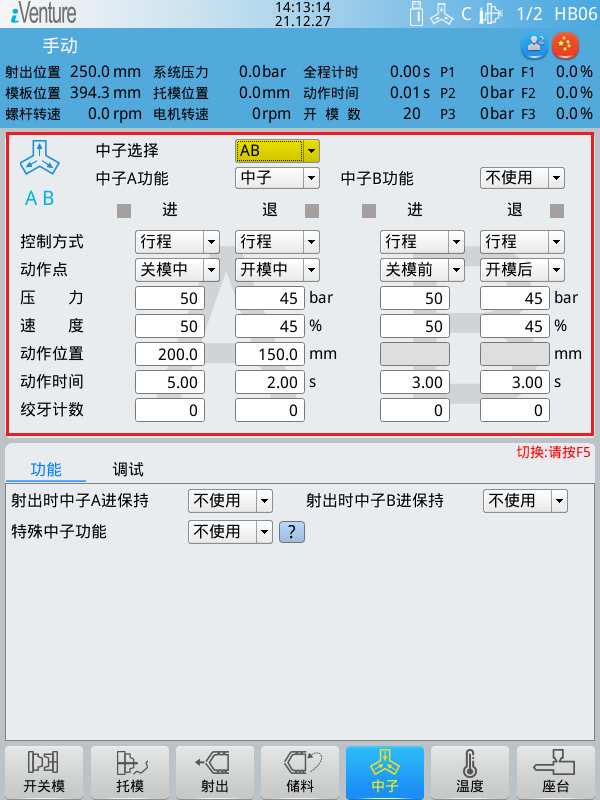 iVenture 14:13:14 C 1/2 HB06
21.12.27
手动 2
射出位置 250.0 mm 系统压力 0.0 bar 全程计时 0.00 s P1 0 bar F1 0.0 %
模板位置 394.3 mm 托模位置 0.0 mm 动作时间 0.01 s P2 0 bar F2 0.0 %
螺杆转速 0.0 rpm 电机转速 0 rpm 开 模 数 20 P3 0 bar F3 0.0 %
中子选择 AB
中子A功能 中子 中子B功能 不使用
A B
进 退 进 退
控制方式 行程 行程 行程 行程
动作点 关模中 开模中 关模前 开模后
压 力 50 45 bar 50 45 bar
速 度 50 45 % 50 45 %
动作位置 200.0 150.0 mm mm
动作时间 5.00 2.00 s 3.00 3.00 s
绞牙计数 0 0 0 0
A B
切换:请按F5
功能 调试
射出时中子A进保持 不使用 射出时中子B进保持 不使用
特殊中子功能 不使用 ?
开关模 托模 射出 储料 中子 温度 座台